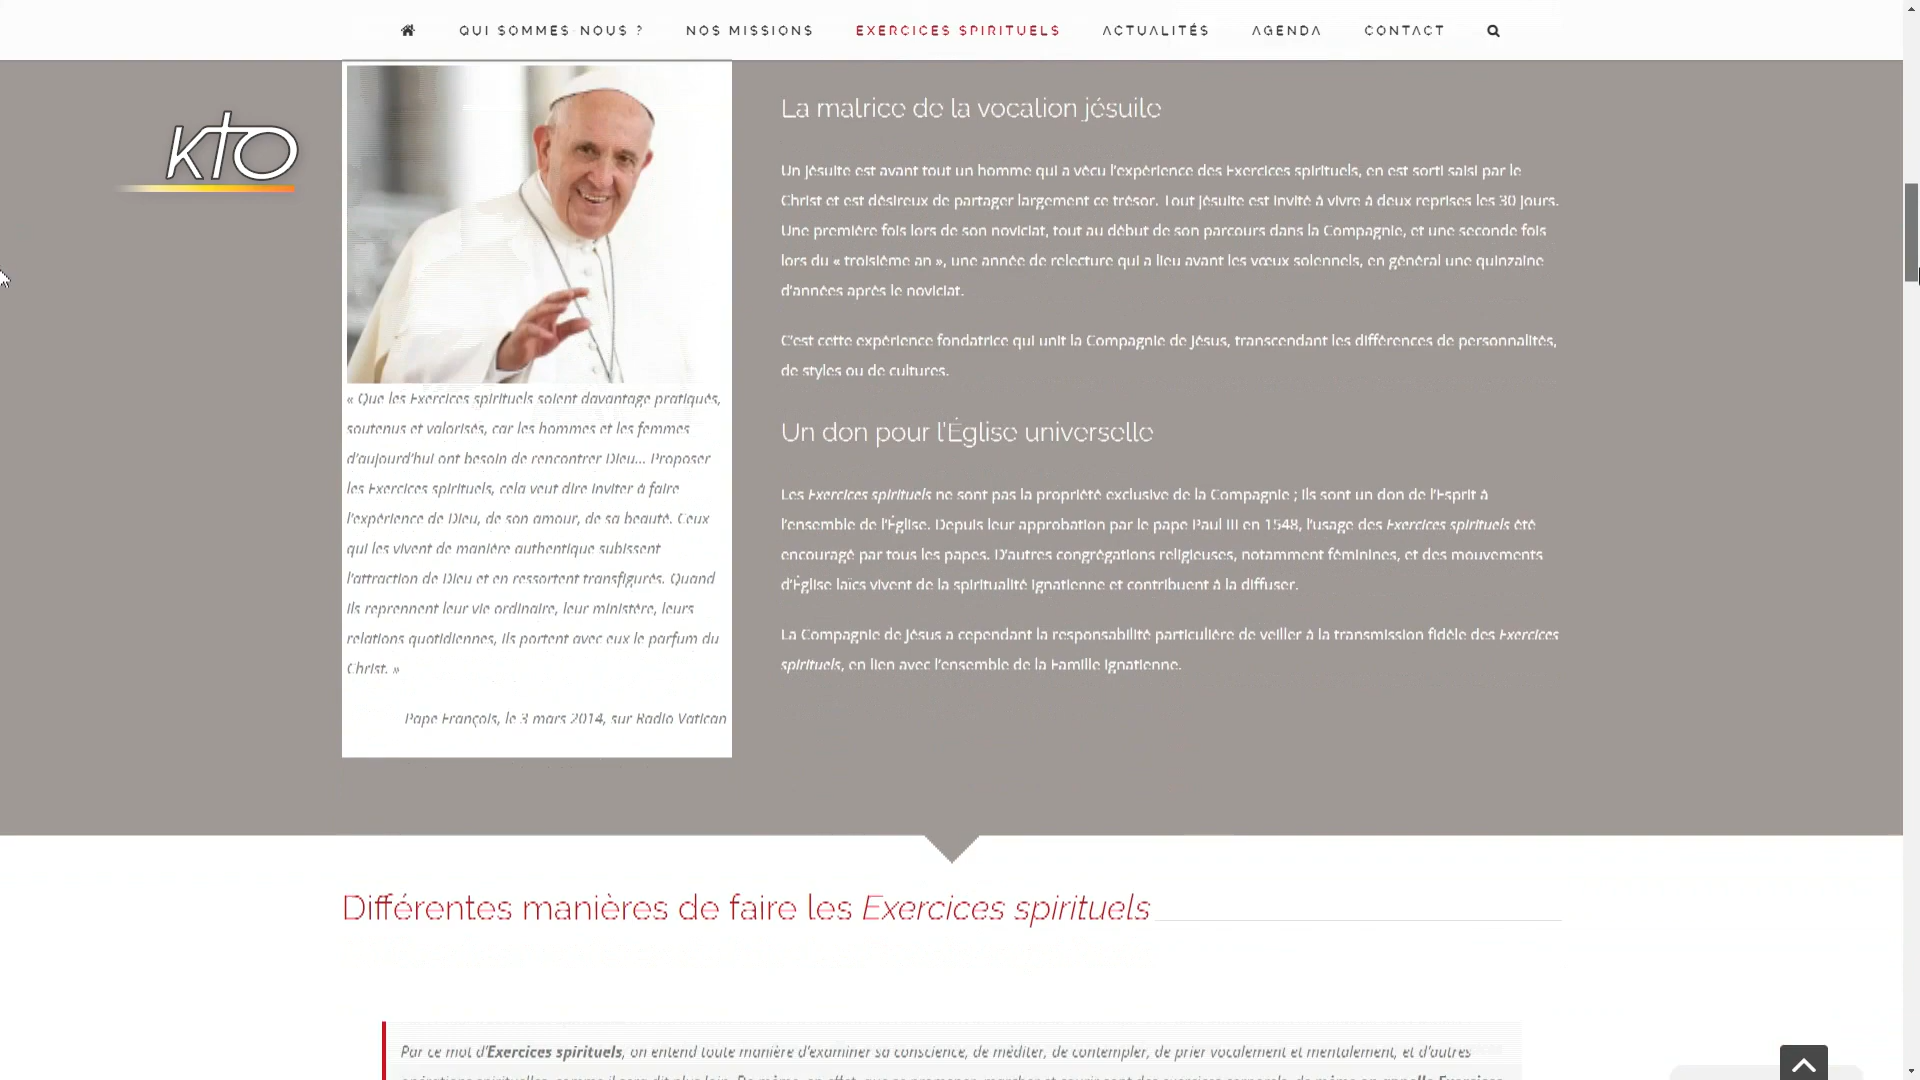 QUI SOMMES-NOUS ? NOS MISSIONS EXERCICES SPIRITUELS ACTUALITÉS AGENDA CONTACT
kto
« Que les Exercices spirituels soient davantage pratiqués,
soutenus et valorisés, car les hommes et les femmes
d'aujourd'hui ont besoin de rencontrer Dieu… Proposer
les Exercices spirituels, cela veut dire inviter à faire
l'expérience de Dieu, de son amour, de sa beauté. Ceux
qui les vivent de manière authentique subissent
l'attraction de Dieu et en ressortent transfigurés. Quand
ils reprennent leur vie ordinaire, leur ministère, leurs
relations quotidiennes, ils portent avec eux le parfum du
Christ. »
Pape François, le 3 mars 2014, sur Radio Vatican
La matrice de la vocation jésuite
Un jésuite est avant tout un homme qui a vécu l'expérience des Exercices spirituels, en est sorti saisi par le
Christ et est désireux de partager largement ce trésor. Tout jésuite est invité à vivre à deux reprises les 30 jours.
Une première fois lors de son noviciat, tout au début de son parcours dans la Compagnie, et une seconde fois
lors du « troisième an », une année de relecture qui a lieu avant les vœux solennels, en général une quinzaine
d'années après le noviciat.
C'est cette expérience fondatrice qui unit la Compagnie de Jésus, transcendant les différences de personnalités,
de styles ou de cultures.
Un don pour l'Église universelle
Les Exercices spirituels ne sont pas la propriété exclusive de la Compagnie ; ils sont un don de l'Esprit à
l'ensemble de l'Église. Depuis leur approbation par le pape Paul III en 1548, l'usage des Exercices spirituels été
encouragé par tous les papes. D'autres congrégations religieuses, notamment féminines, et des mouvements
d'Église laïcs vivent de la spiritualité ignatienne et contribuent à la diffuser.
La Compagnie de Jésus a cependant la responsabilité particulière de veiller à la transmission fidèle des Exercices
spirituels, en lien avec l'ensemble de la Famille ignatienne.
Différentes manières de faire les Exercices spirituels
Par ce mot d'Exercices spirituels, on entend toute manière d'examiner sa conscience, de méditer, de contempler, de prier vocalement et mentalement, et d'autres